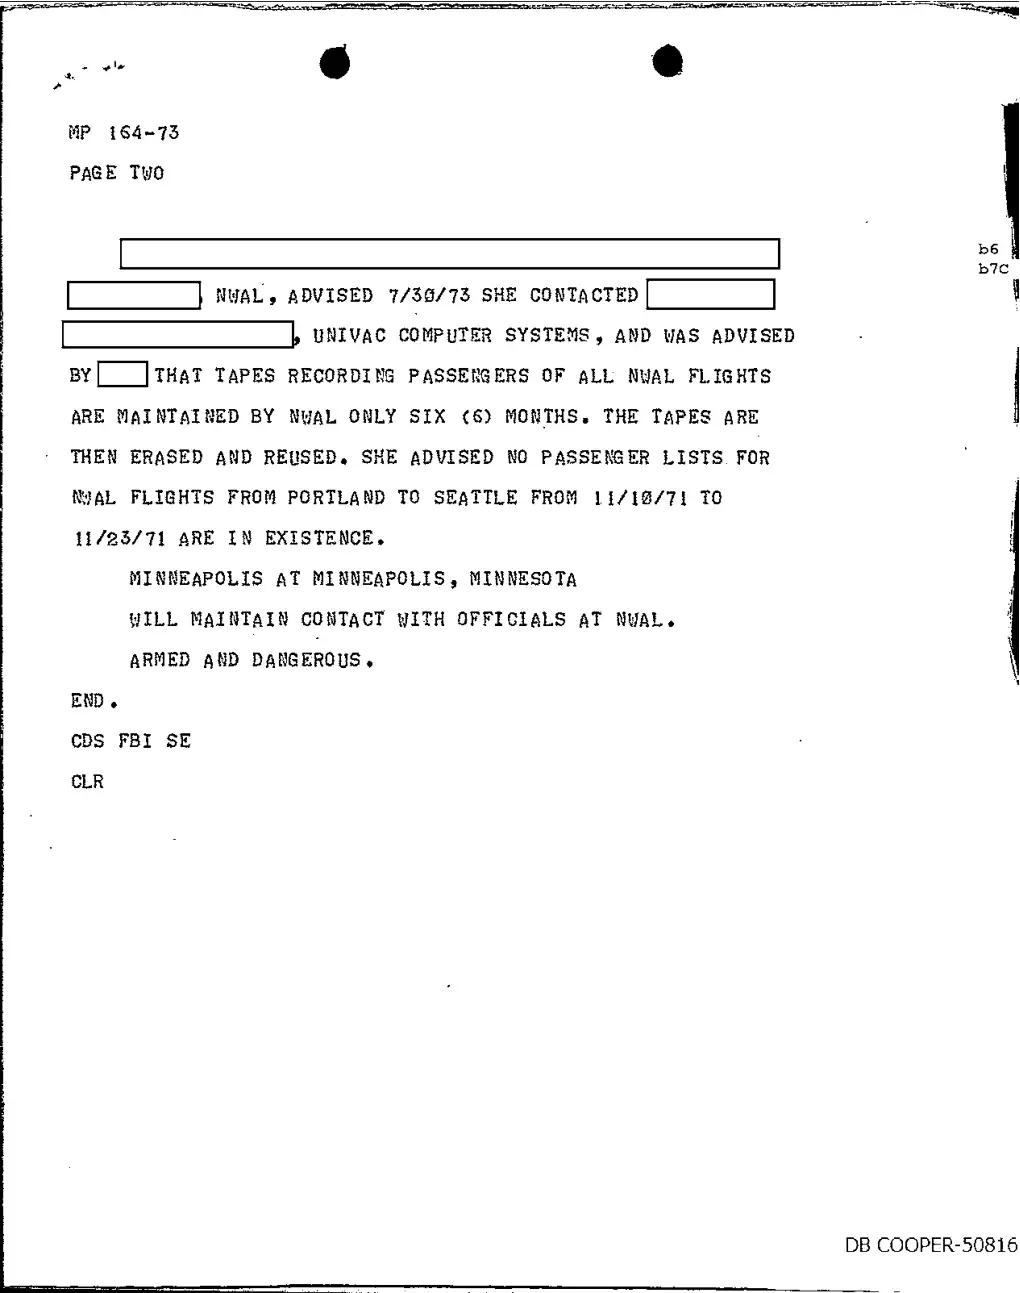 MP 164-73
PAGE TWO
b6
b7C
NWAL, ADVISED 7/30/73 SHE CONTACTED
, UNIVAC COMPUTER SYSTEMS, AND WAS ADVISED
BY THAT TAPES RECORDING PASSENGERS OF ALL NWAL FLIGHTS
ARE MAINTAINED BY NWAL ONLY SIX (6) MONTHS. THE TAPES ARE
THEN ERASED AND REUSED. SHE ADVISED NO PASSENGER LISTS FOR
NWAL FLIGHTS FROM PORTLAND TO SEATTLE FROM 11/10/71 TO
11/23/71 ARE IN EXISTENCE.
MINNEAPOLIS AT MINNEAPOLIS, MINNESOTA
WILL MAINTAIN CONTACT WITH OFFICIALS AT NWAL.
ARMED AND DANGEROUS.
END.
CDS FBI SE
CLR
DB COOPER-50816